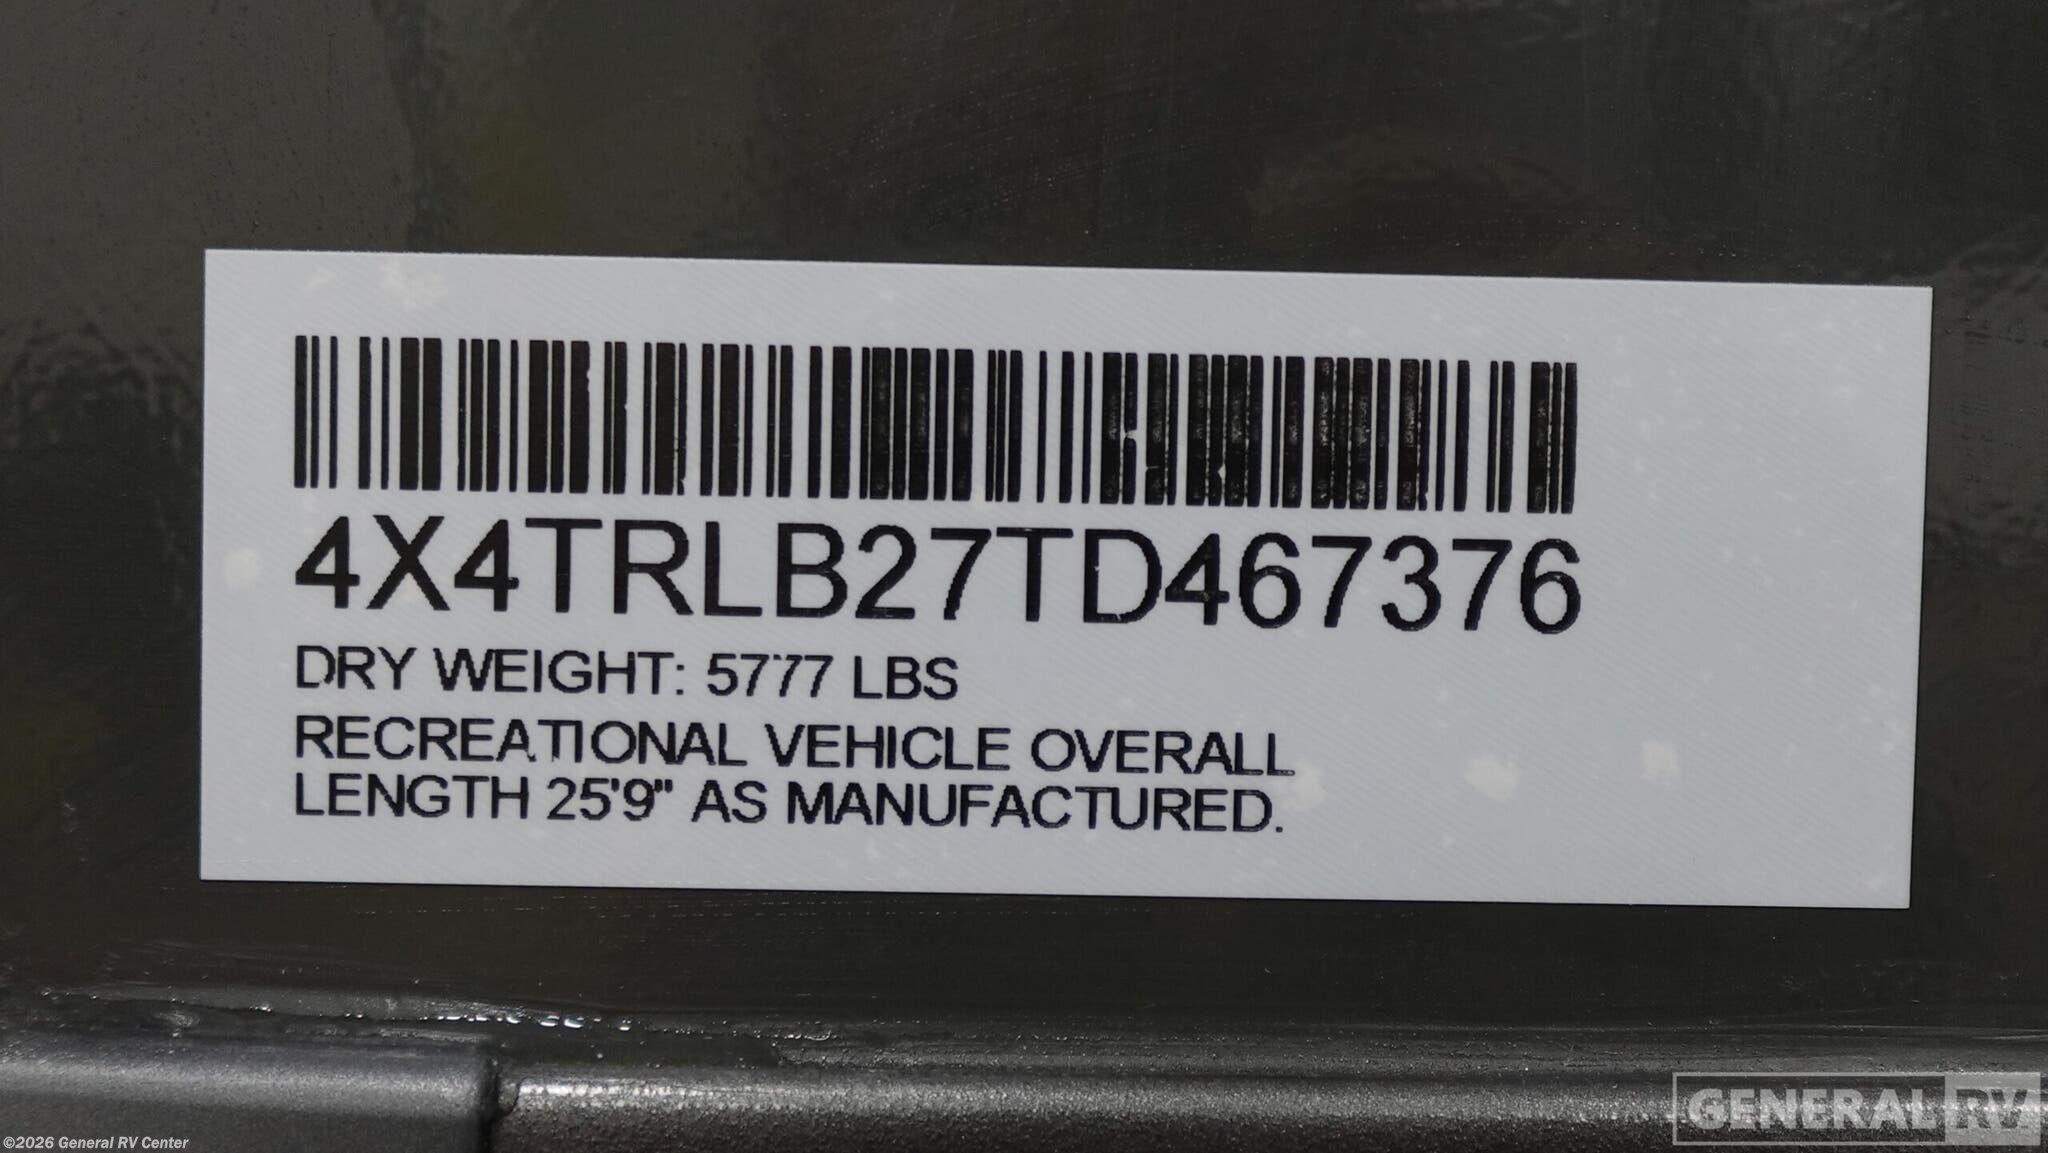 4X4TRLB27TD467376
DRY WEIGHT: 5777 LBS
RECREATIONAL VEHICLE OVERALL
LENGTH 25'9" AS MANUFACTURED.
GENERAL RV
©2026 General RV Center